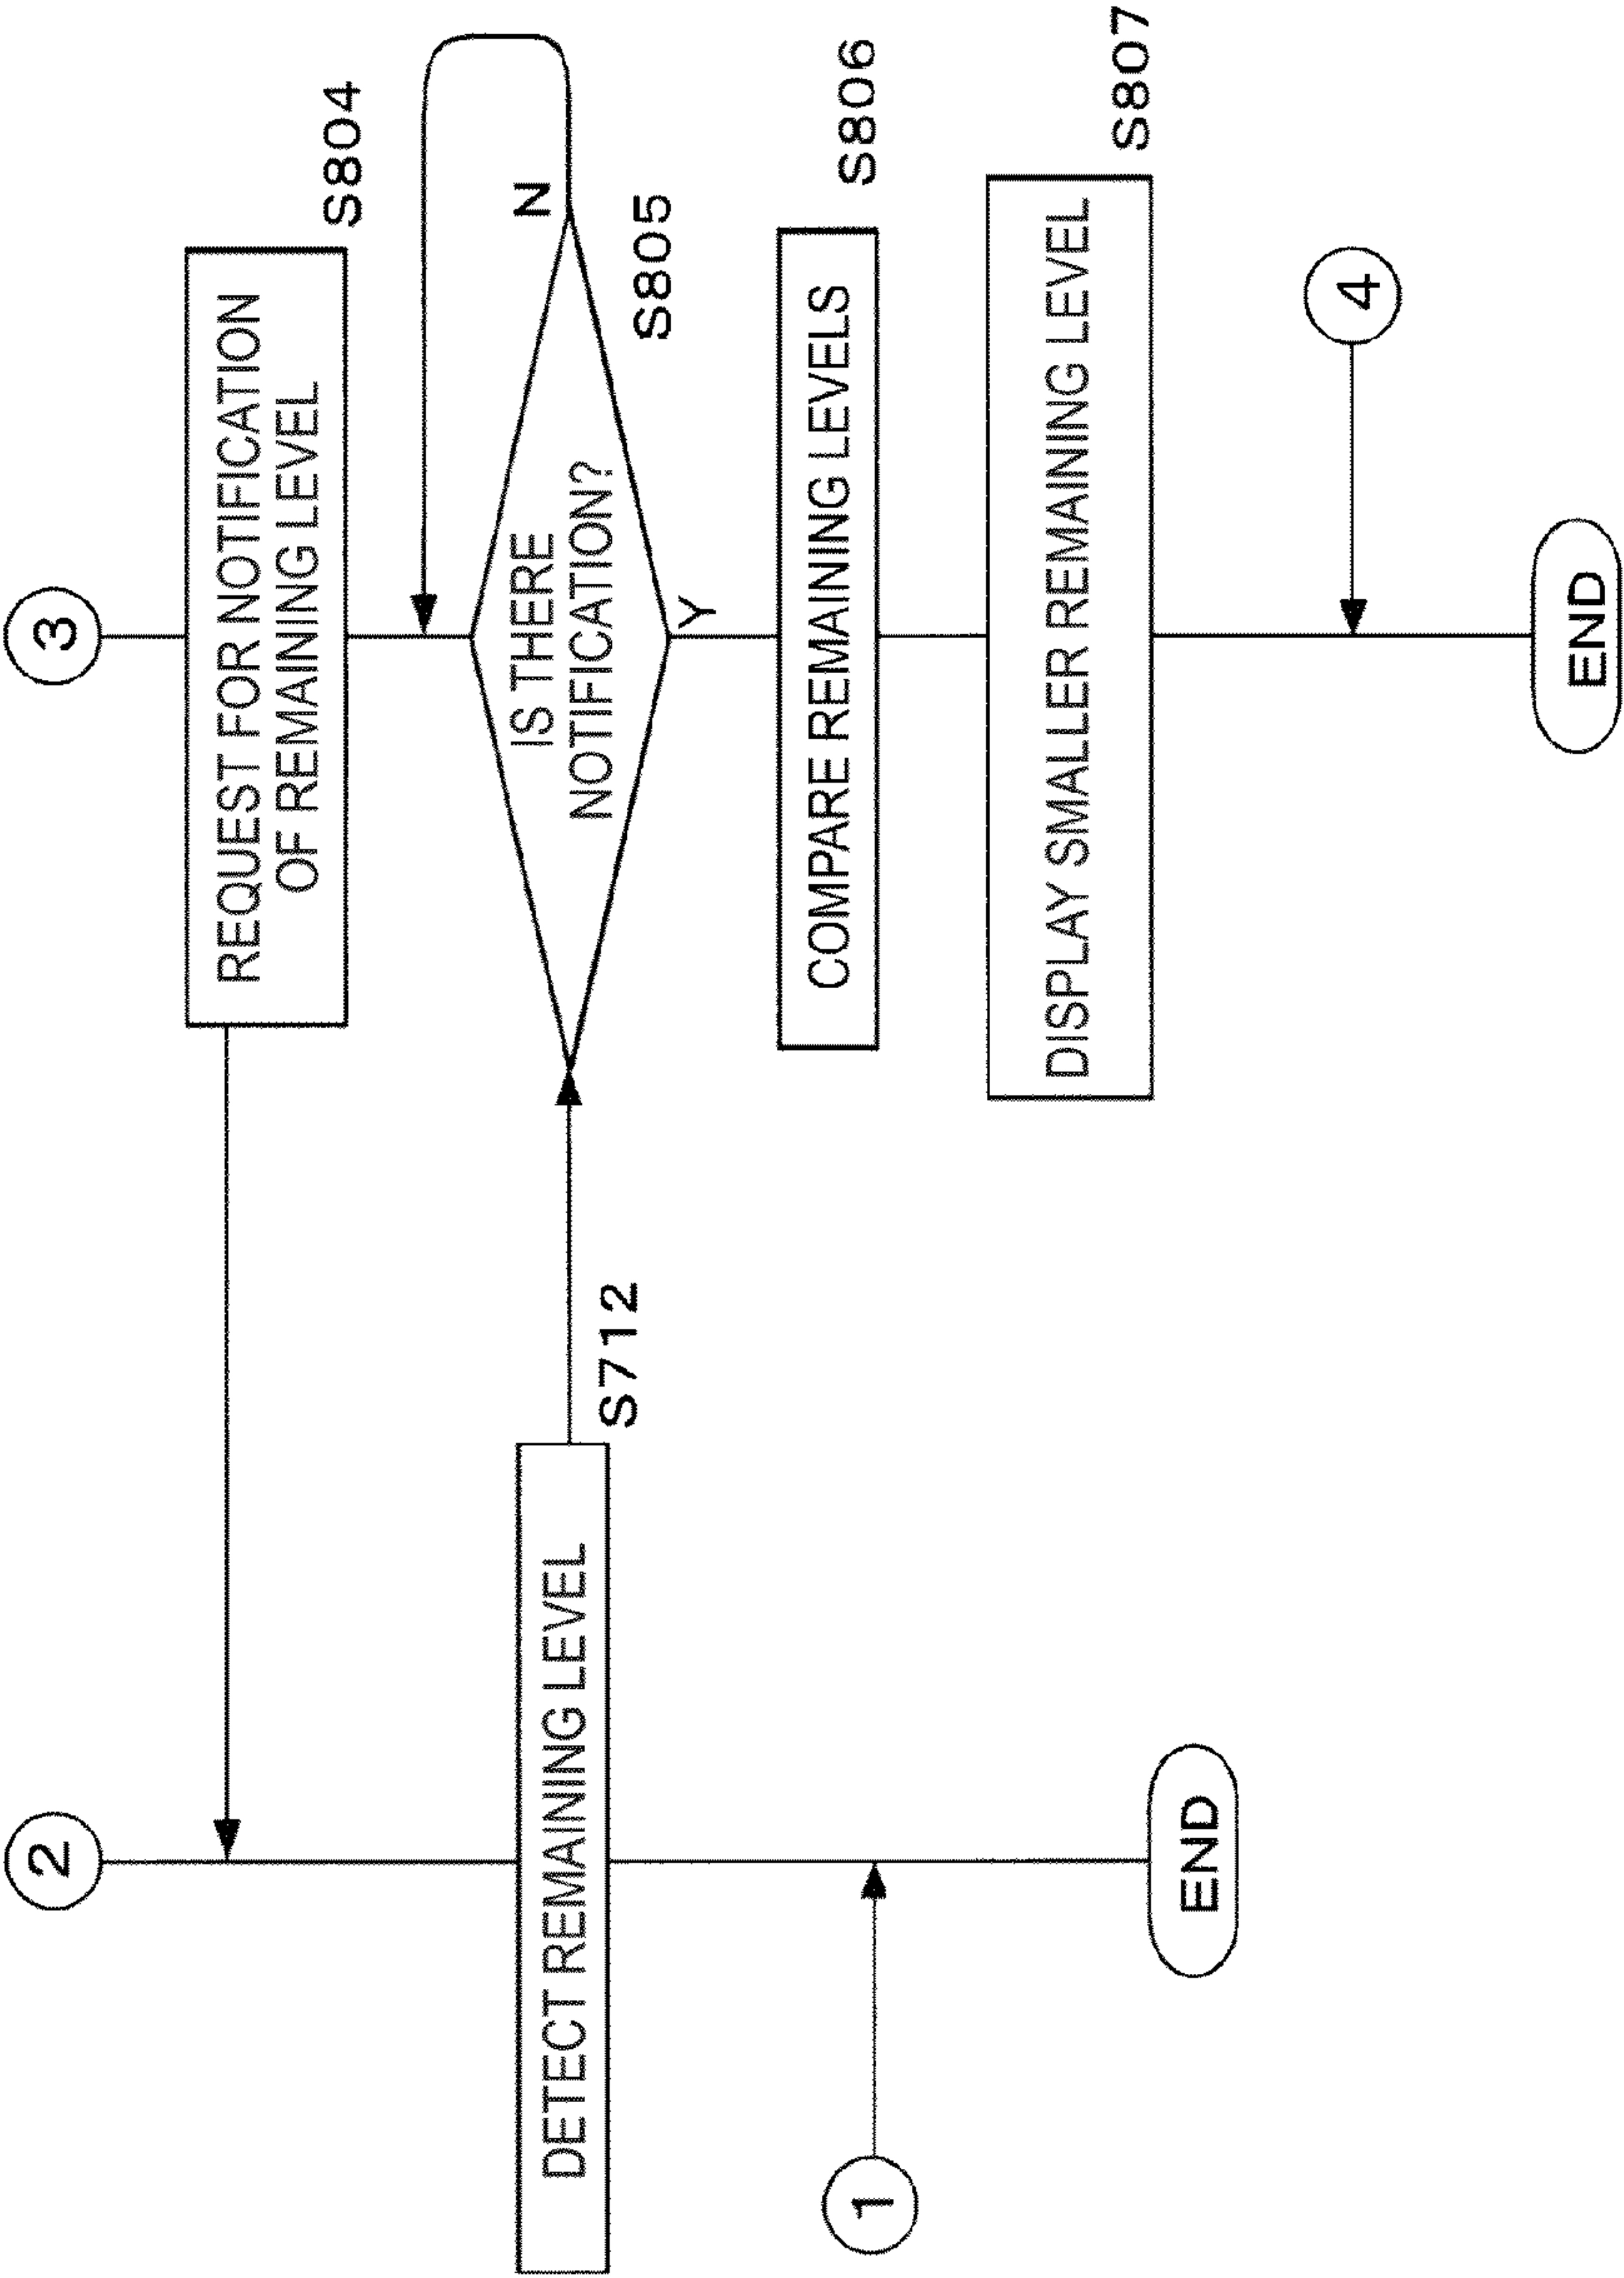 2
3
REQUEST FOR NOTIFICATION
OF REMAINING LEVEL
S804
N
IS THERE
NOTIFICATION?
S805
Y
DETECT REMAINING LEVEL
S712
COMPARE REMAINING LEVELS
S806
1
DISPLAY SMALLER REMAINING LEVEL
S807
4
END
END